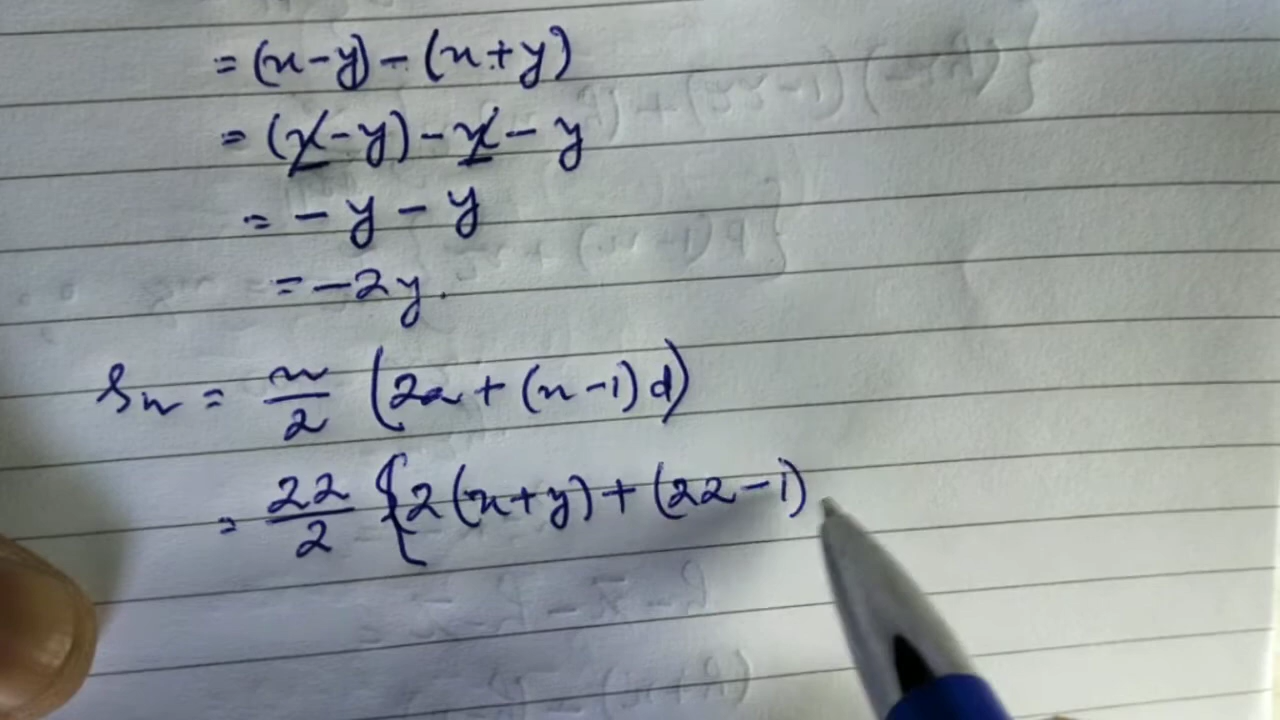 = (x-y) - (x+y)
= (x-y) - x - y
= -y - y
= -2y.
Sn = n/2 (2a + (n-1)d)
= 22/2 {2(x+y) + (22-1)